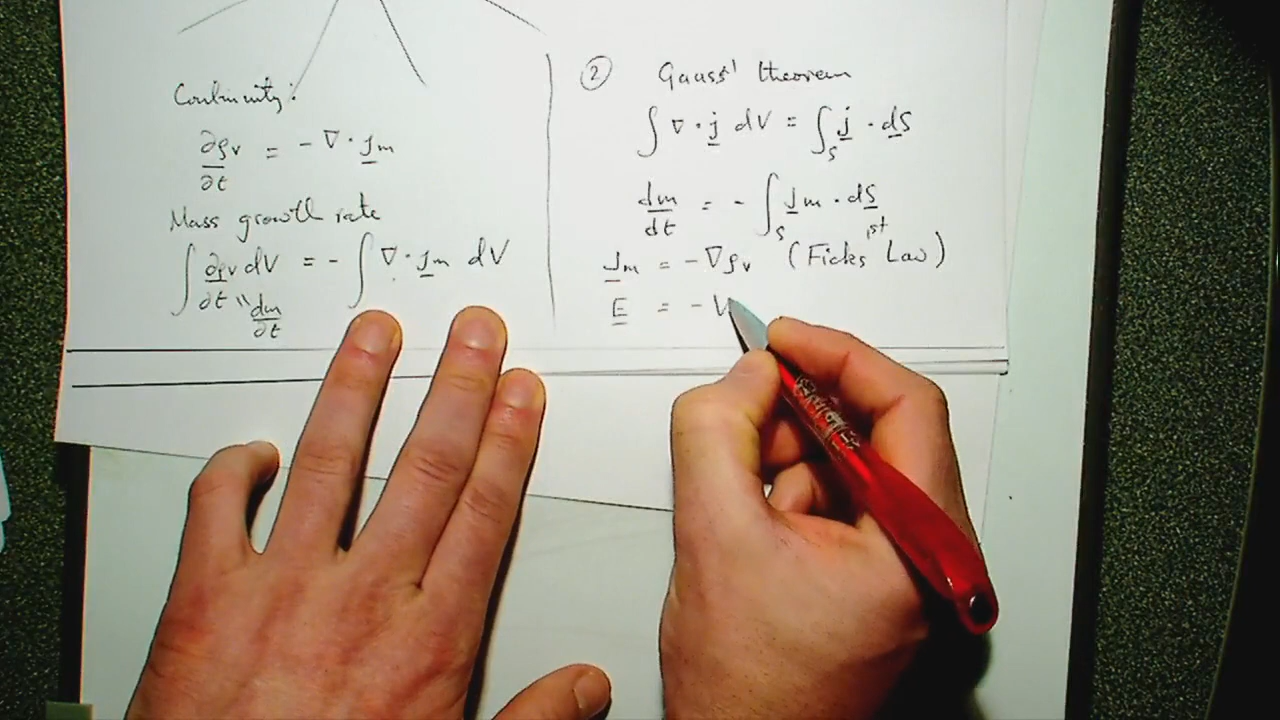 Continuity:
∂ρv/∂t = - ∇ · Jm
Mass growth rate
∫ ∂ρv/∂t dV = - ∫ ∇ · Jm dV
" dm/∂t
② Gauss' theorem
∫ ∇ · j dV = ∫S j · dS
dm/dt = - ∫S Jm · dS
Jm = - ∇ρv (Ficks 1st Law)
E = - V